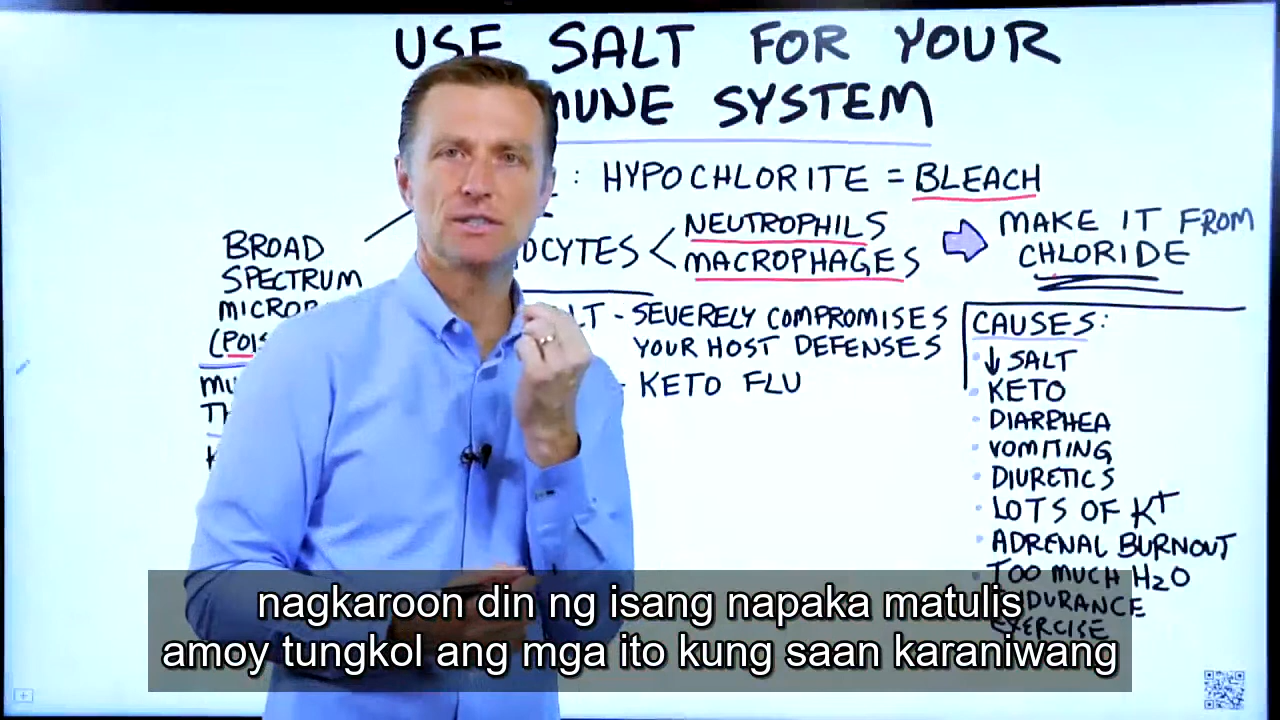 USE SALT FOR YOUR
MUNE SYSTEM
: HYPOCHLORITE = BLEACH
BROAD
SPECTRUM
OCYTES < NEUTROPHILS
MACROPHAGES
MAKE IT FROM
CHLORIDE
LT - SEVERELY COMPROMISES
YOUR HOST DEFENSES
- KETO FLU
CAUSES:
• ↓ SALT
• KETO
• DIARRHEA
• VOMITING
• DIURETICS
• LOTS OF K+
• ADRENAL BURNOUT
• TOO MUCH H2O
EXERCISE
nagkaroon din ng isang napaka matulis
amoy tungkol ang mga ito kung saan karaniwang